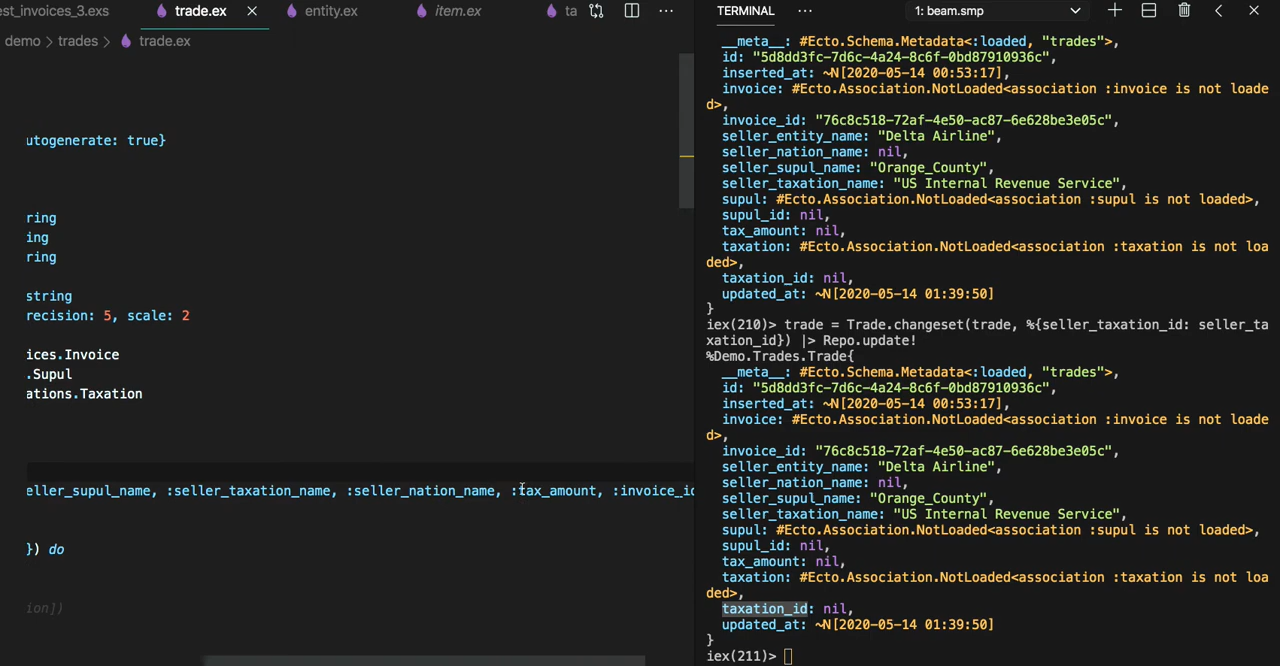 est_invoices_3.exs trade.ex entity.ex item.ex ta
demo > trades > trade.ex
utogenerate: true}
ring
ing
ring
string
recision: 5, scale: 2
ices.Invoice
.Supul
ations.Taxation
eller_supul_name, :seller_taxation_name, :seller_nation_name, :tax_amount, :invoice_id
}) do
ion])
TERMINAL ... 1: beam.smp
__meta__: #Ecto.Schema.Metadata<:loaded, "trades">,
id: "5d8dd3fc-7d6c-4a24-8c6f-0bd87910936c",
inserted_at: ~N[2020-05-14 00:53:17],
invoice: #Ecto.Association.NotLoaded<association :invoice is not loade
d>,
invoice_id: "76c8c518-72af-4e50-ac87-6e628be3e05c",
seller_entity_name: "Delta Airline",
seller_nation_name: nil,
seller_supul_name: "Orange_County",
seller_taxation_name: "US Internal Revenue Service",
supul: #Ecto.Association.NotLoaded<association :supul is not loaded>,
supul_id: nil,
tax_amount: nil,
taxation: #Ecto.Association.NotLoaded<association :taxation is not loa
ded>,
taxation_id: nil,
updated_at: ~N[2020-05-14 01:39:50]
}
iex(210)> trade = Trade.changeset(trade, %{seller_taxation_id: seller_ta
xation_id}) |> Repo.update!
%Demo.Trades.Trade{
__meta__: #Ecto.Schema.Metadata<:loaded, "trades">,
id: "5d8dd3fc-7d6c-4a24-8c6f-0bd87910936c",
inserted_at: ~N[2020-05-14 00:53:17],
invoice: #Ecto.Association.NotLoaded<association :invoice is not loade
d>,
invoice_id: "76c8c518-72af-4e50-ac87-6e628be3e05c",
seller_entity_name: "Delta Airline",
seller_nation_name: nil,
seller_supul_name: "Orange_County",
seller_taxation_name: "US Internal Revenue Service",
supul: #Ecto.Association.NotLoaded<association :supul is not loaded>,
supul_id: nil,
tax_amount: nil,
taxation: #Ecto.Association.NotLoaded<association :taxation is not loa
ded>,
taxation_id: nil,
updated_at: ~N[2020-05-14 01:39:50]
}
iex(211)>